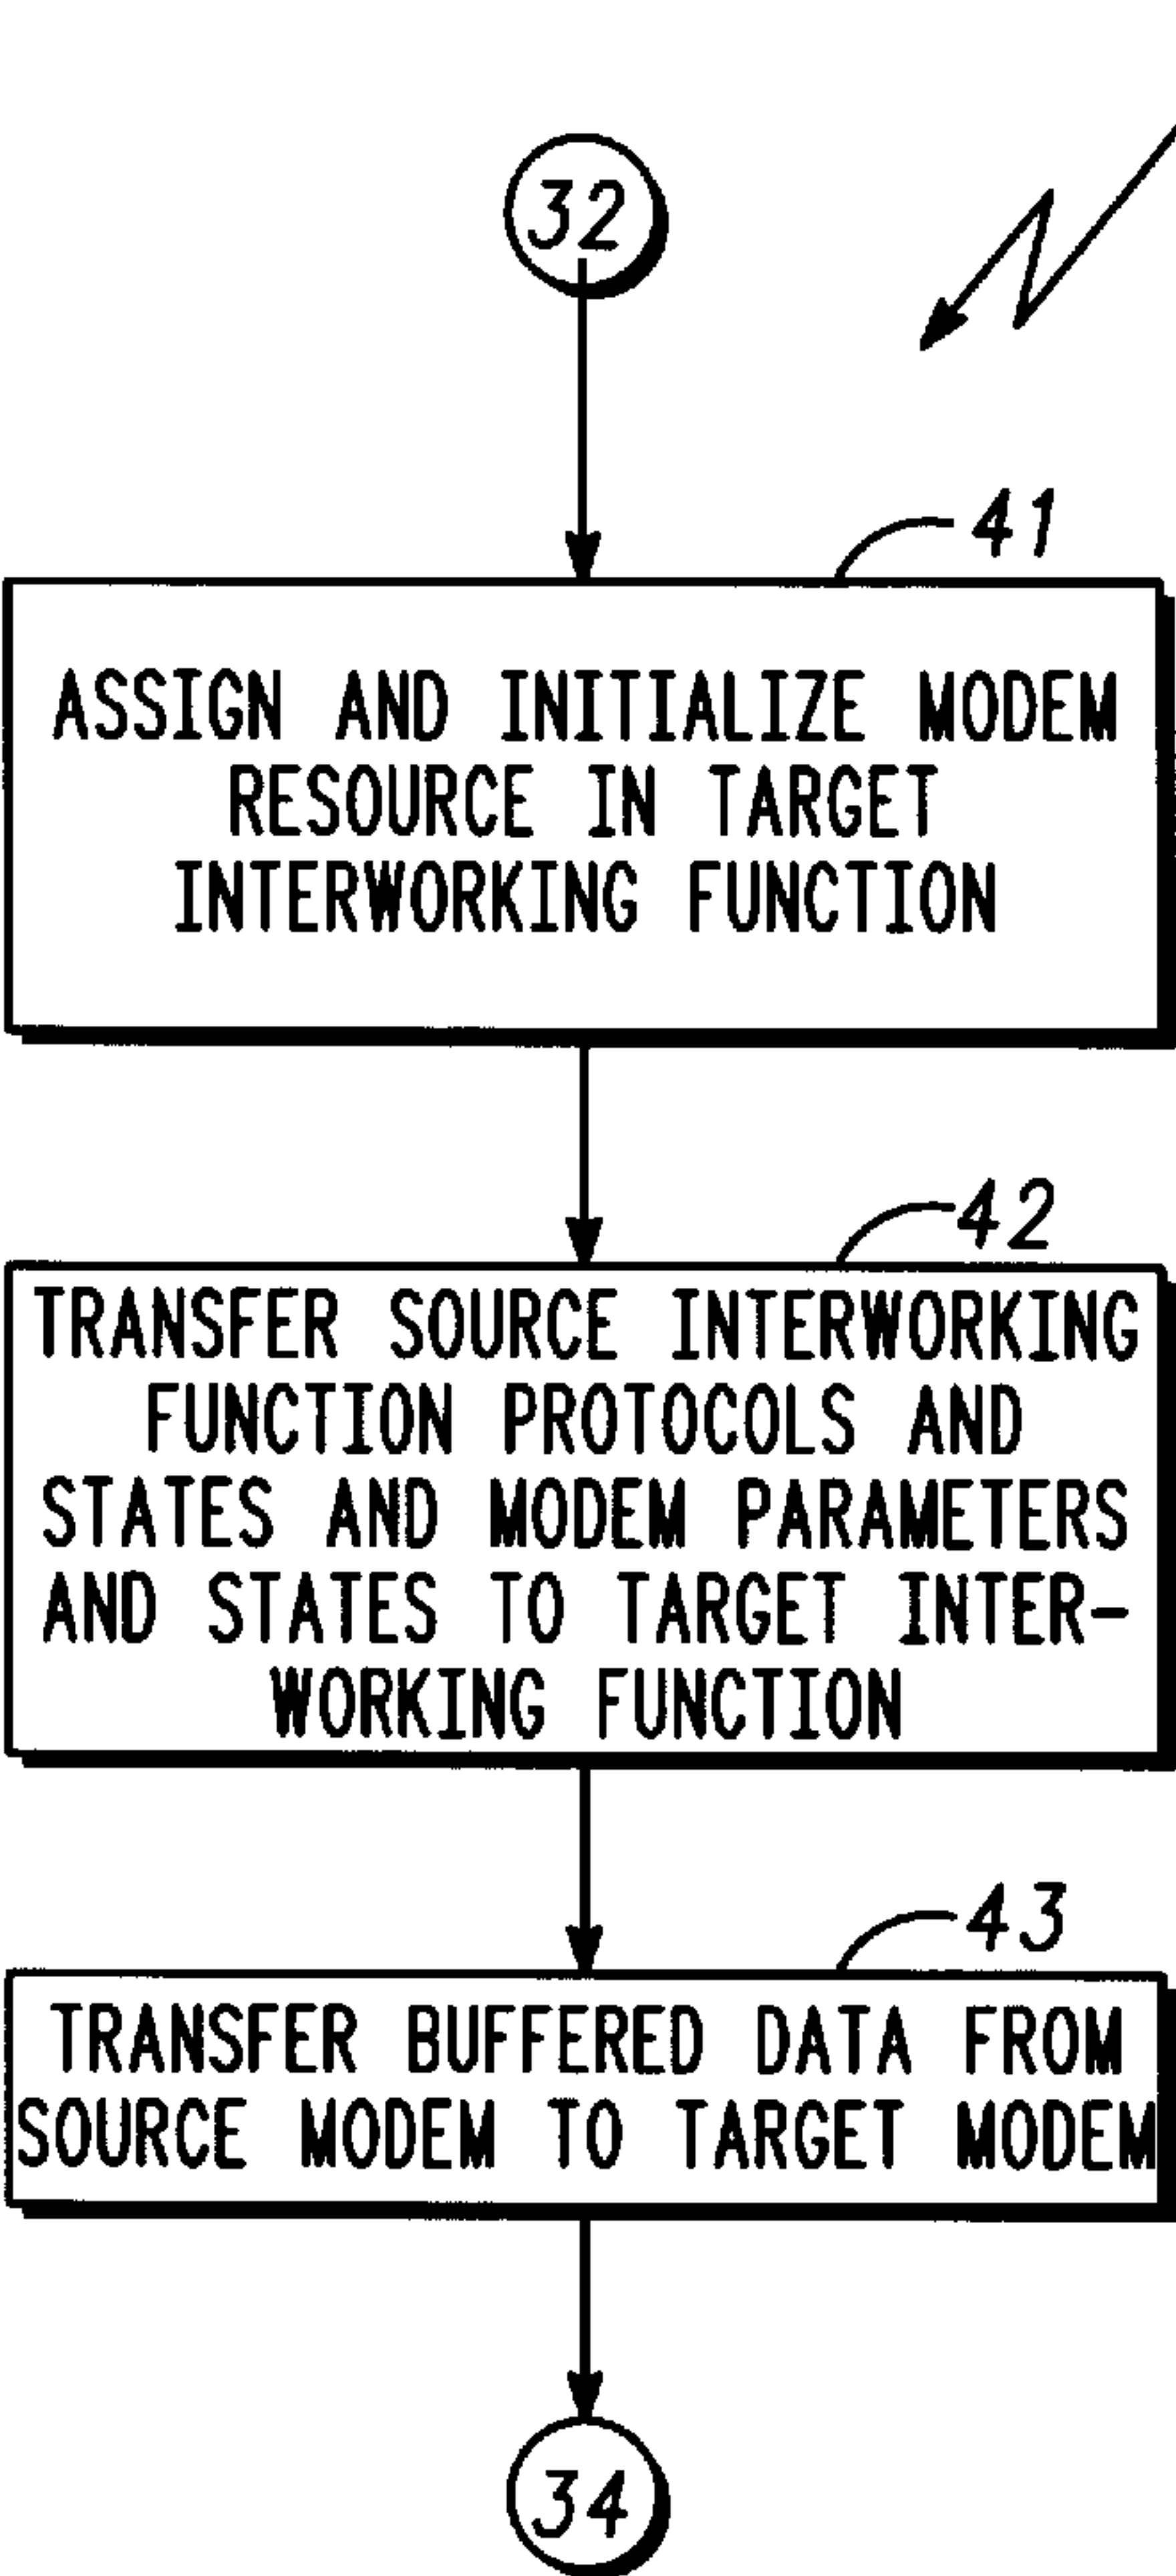 32
41
ASSIGN AND INITIALIZE MODEM
RESOURCE IN TARGET
INTERWORKING FUNCTION
42
TRANSFER SOURCE INTERWORKING
FUNCTION PROTOCOLS AND
STATES AND MODEM PARAMETERS
AND STATES TO TARGET INTER-
WORKING FUNCTION
43
TRANSFER BUFFERED DATA FROM
SOURCE MODEM TO TARGET MODEM
34